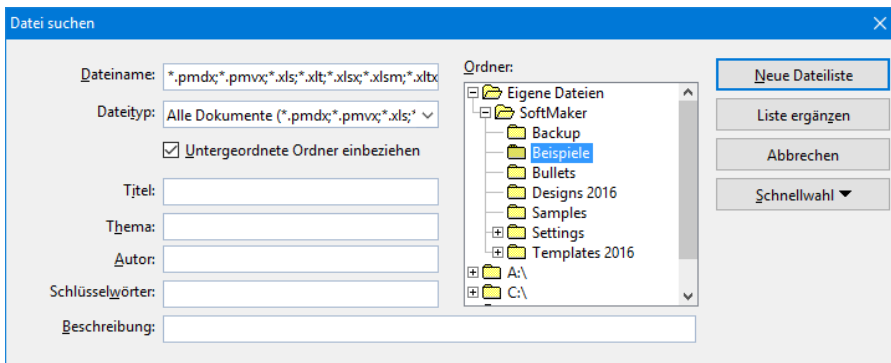 Datei suchen
Dateiname: *.pmdx;*.pmvx;*.xls;*.xlt;*.xlsx;*.xlsm;*.xltx
Dateityp: Alle Dokumente (*.pmdx;*.pmvx;*.xls;*
Untergeordnete Ordner einbeziehen
Titel:
Thema:
Autor:
Schlüsselwörter:
Beschreibung:
Ordner:
Eigene Dateien
SoftMaker
Backup
Beispiele
Bullets
Designs 2016
Samples
Settings
Templates 2016
A:\
C:\
Neue Dateiliste
Liste ergänzen
Abbrechen
Schnellwahl